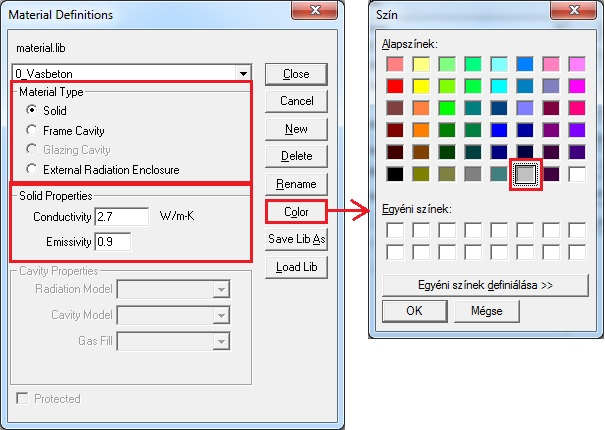 Material Definitions
material.lib
0_Vasbeton
Material Type
Solid
Frame Cavity
Glazing Cavity
External Radiation Enclosure
Solid Properties
Conductivity 2.7 W/m-K
Emissivity 0.9
Cavity Properties
Radiation Model
Cavity Model
Gas Fill
Protected
Close
Cancel
New
Delete
Rename
Color
Save Lib As
Load Lib
Szín
Alapszínek:
Egyéni színek:
Egyéni színek definiálása >>
OK Mégse